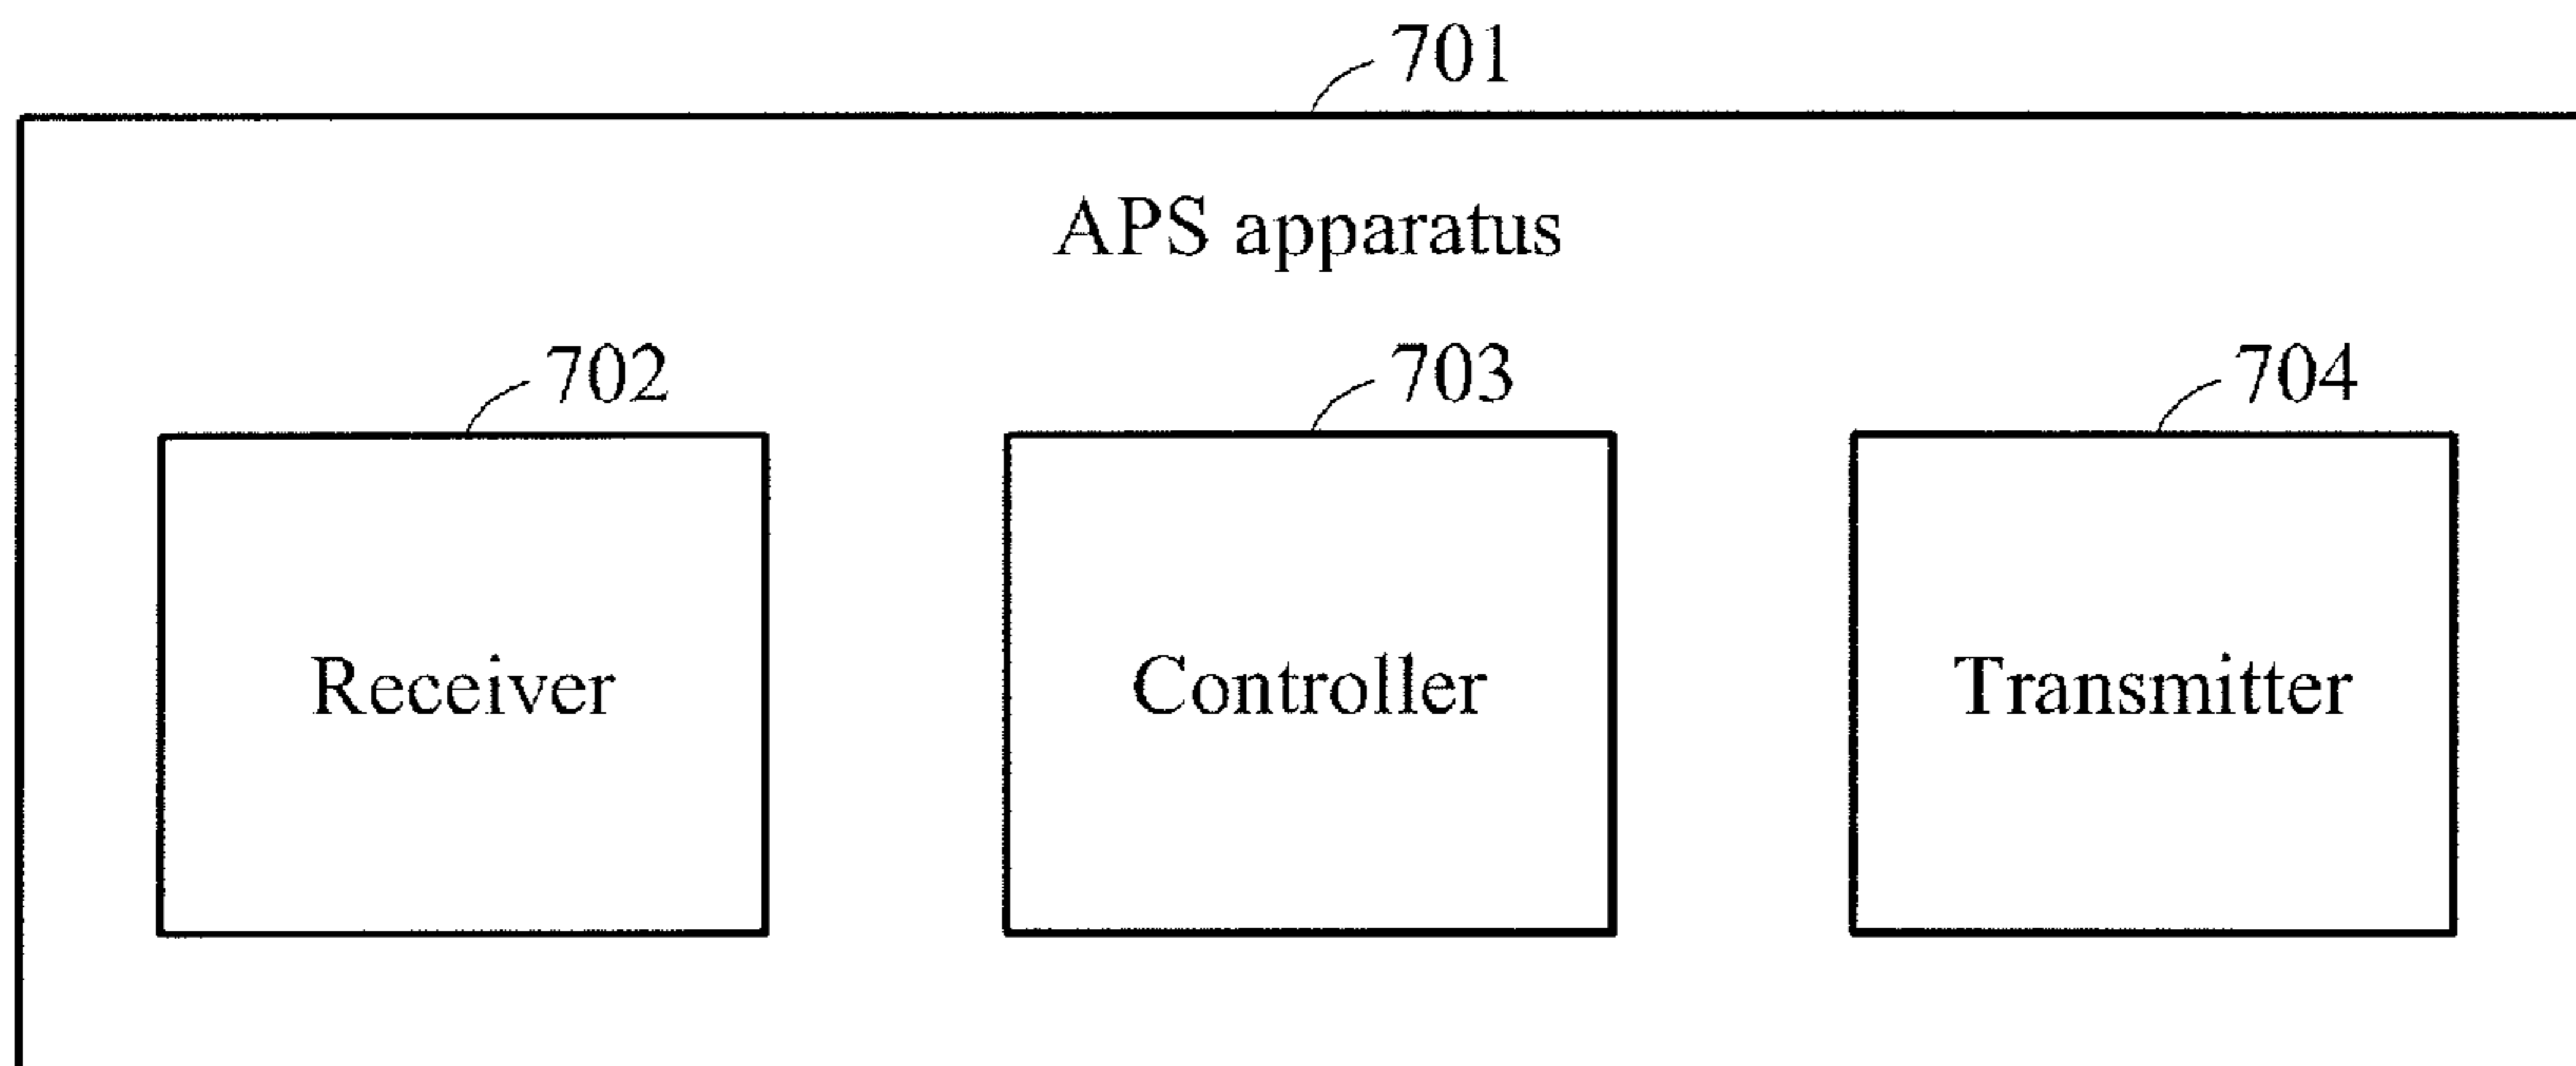 701
APS apparatus
702
703
704
Receiver
Controller
Transmitter